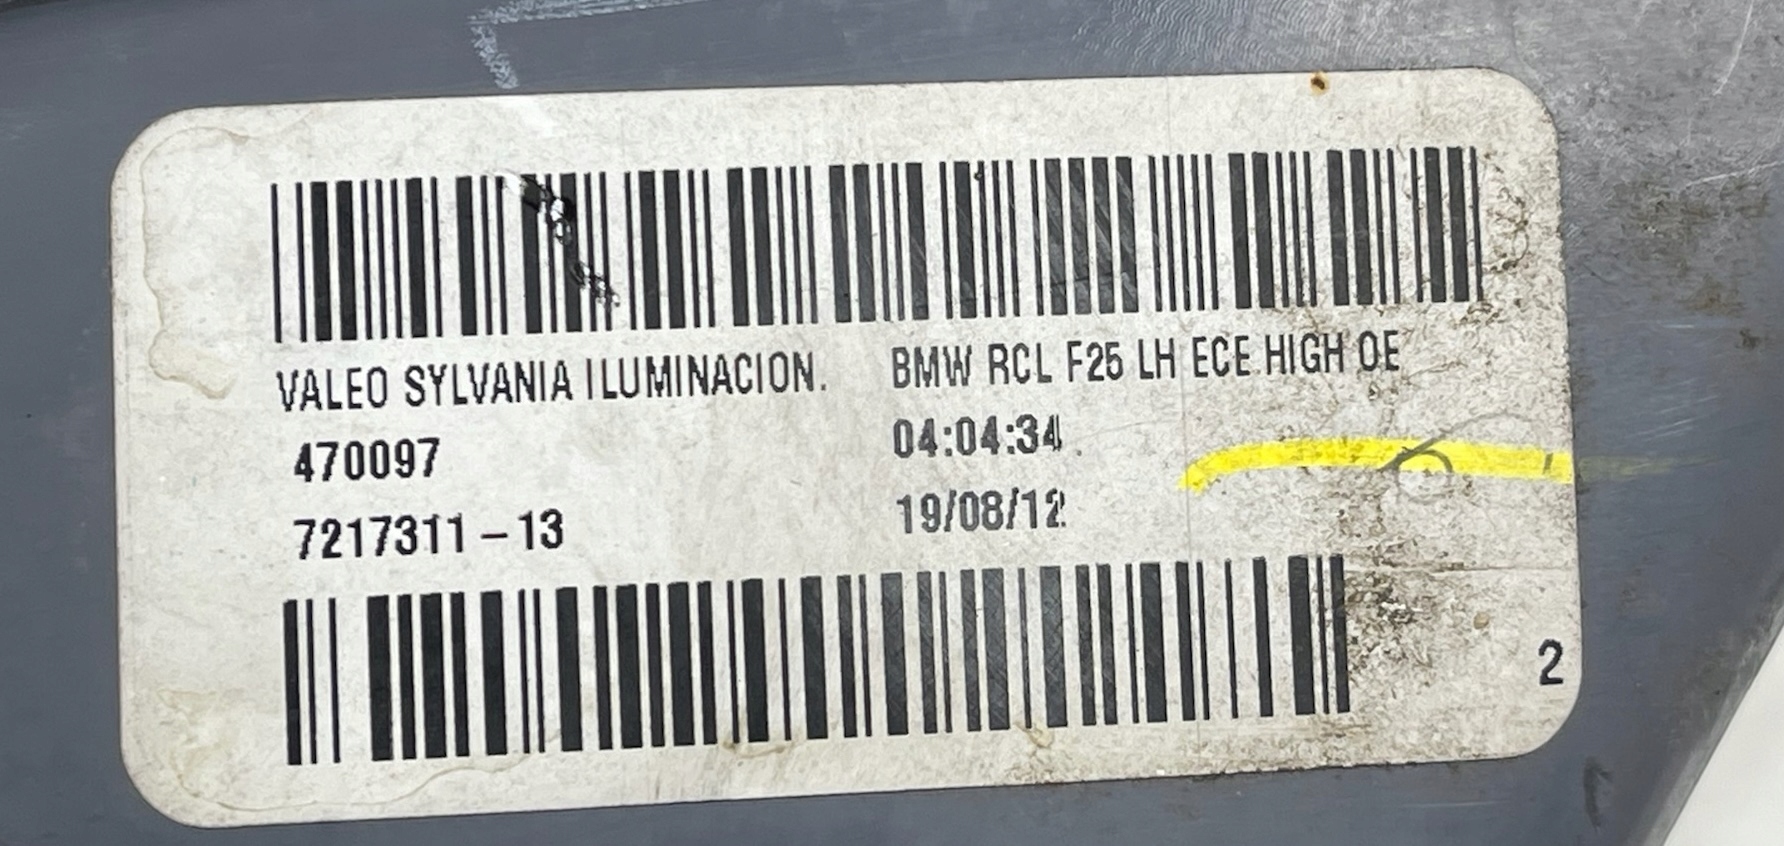 VALEO SYLVANIA ILUMINACION. BMW RCL F25 LH ECE HIGH OE
470097 04:04:34
7217311-13 19/08/12
2